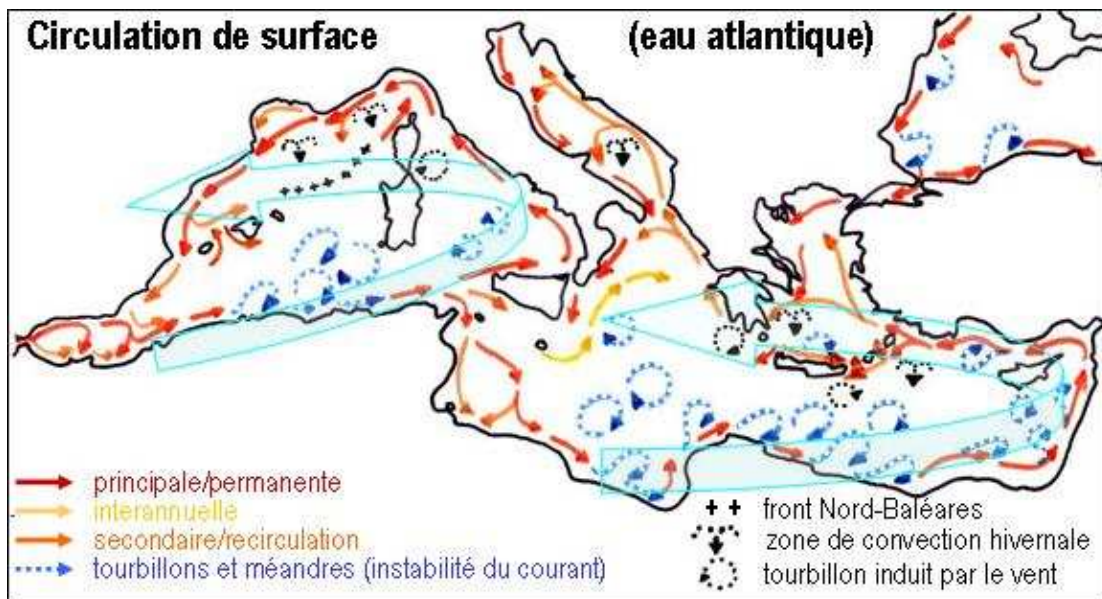 Circulation de surface (eau atlantique)
principale/permanente
interannuelle
secondaire/recirculation
tourbillons et méandres (instabilité du courant)
+ + front Nord-Baléares
zone de convection hivernale
tourbillon induit par le vent